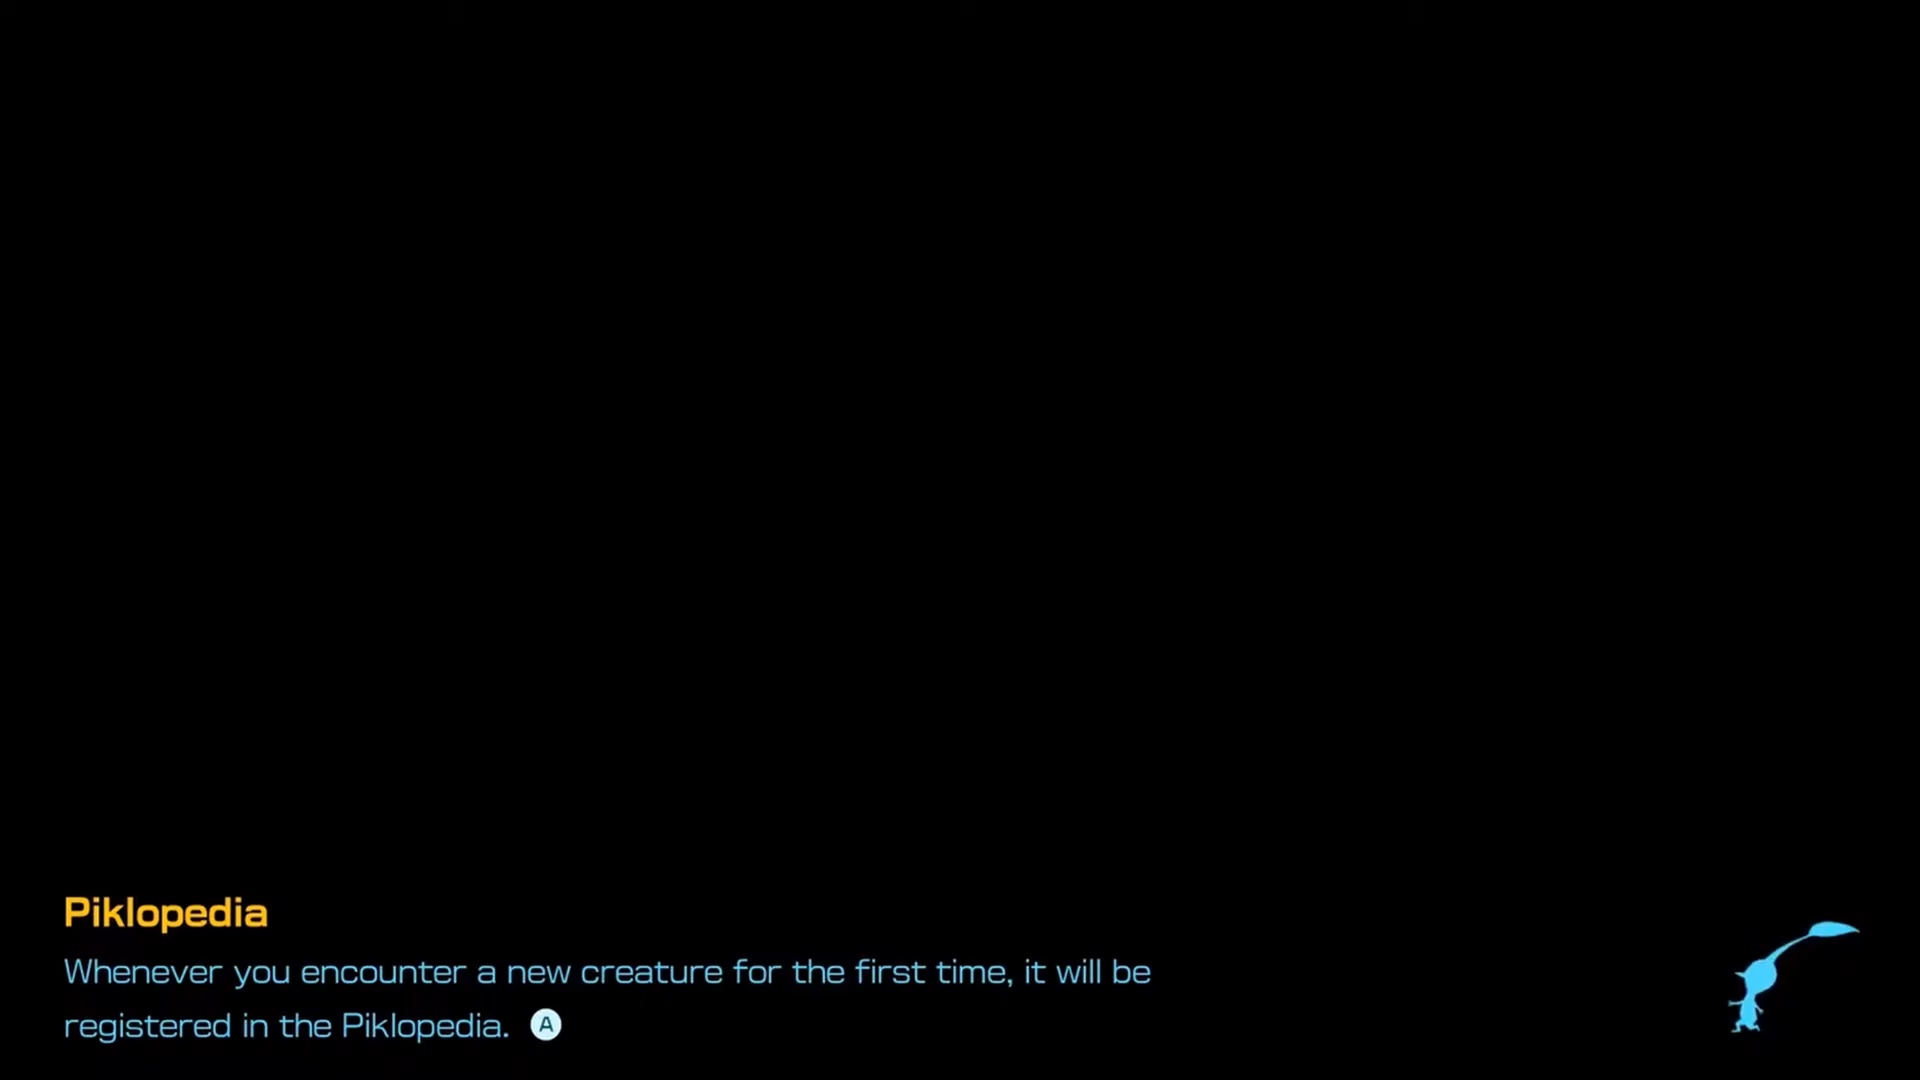 Piklopedia
Whenever you encounter a new creature for the first time, it will be
registered in the Piklopedia. A